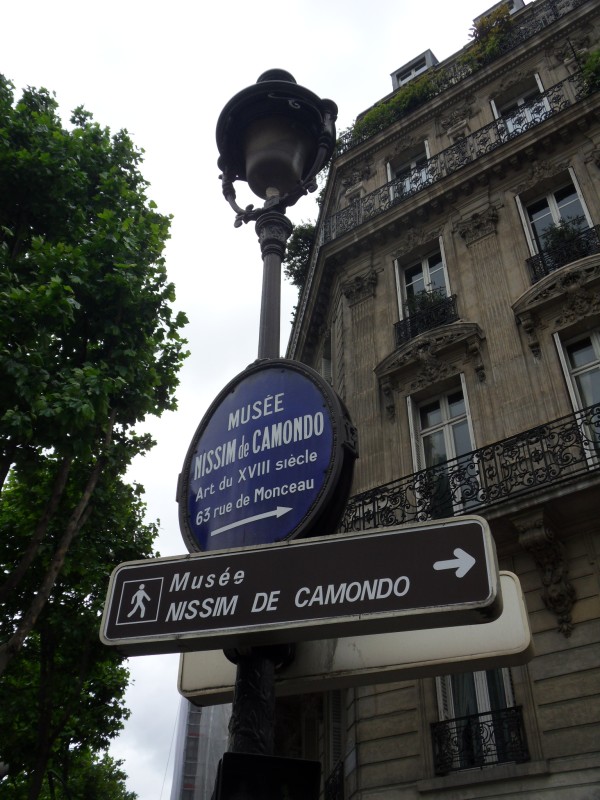 MUSÉE
NISSIM de CAMONDO
Art du XVIII siècle
63 rue de Monceau
Musée
NISSIM DE CAMONDO